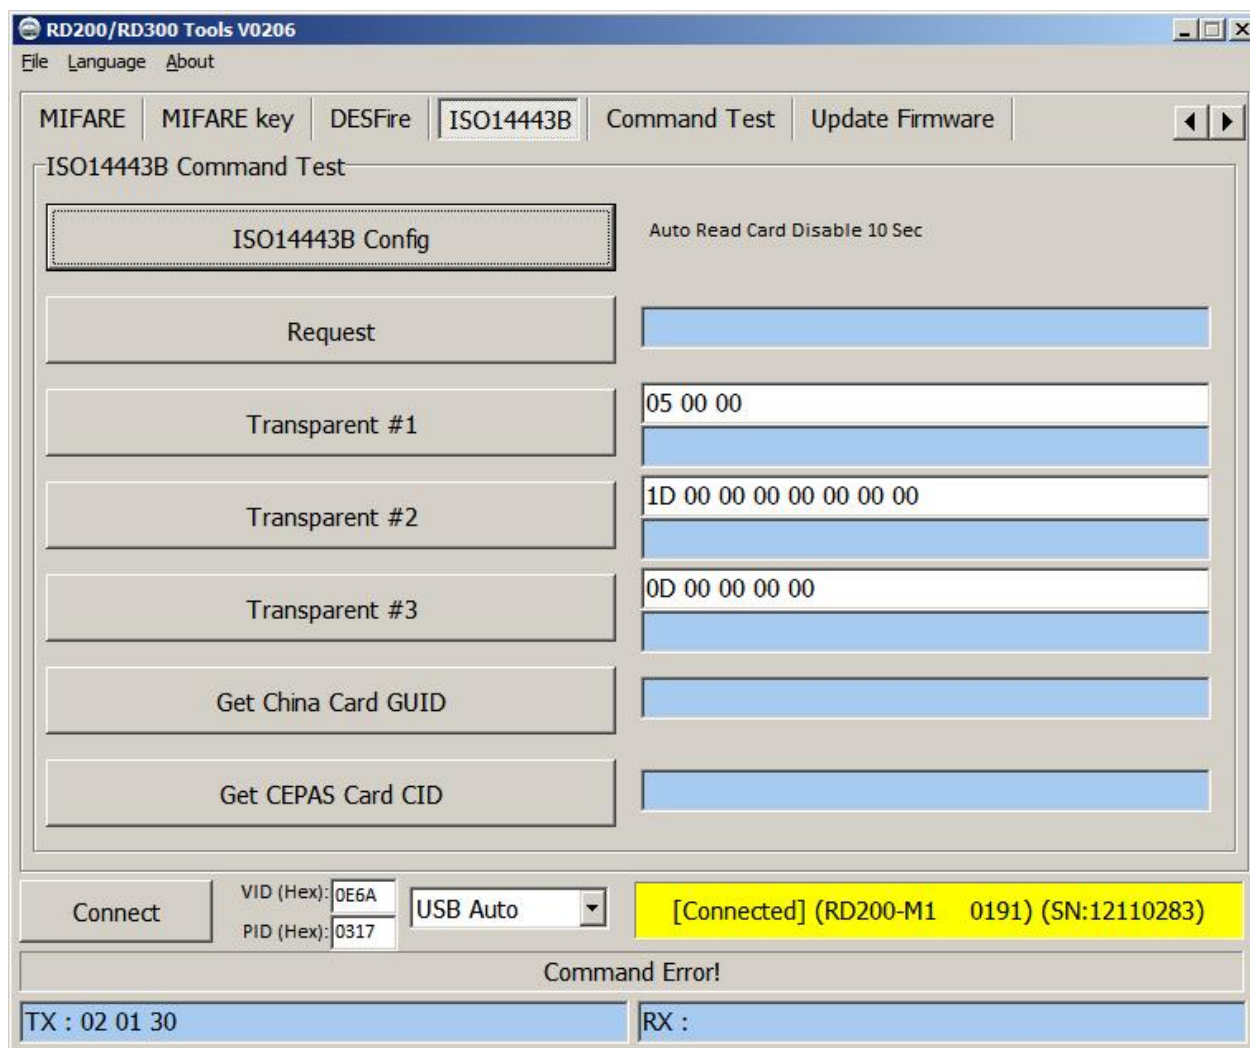 RD200/RD300 Tools V0206
File Language About
MIFARE MIFARE key DESFire ISO14443B Command Test Update Firmware
ISO14443B Command Test
ISO14443B Config Auto Read Card Disable 10 Sec
Request
Transparent #1 05 00 00
Transparent #2 1D 00 00 00 00 00 00 00
Transparent #3 0D 00 00 00 00
Get China Card GUID
Get CEPAS Card CID
Connect VID (Hex): 0E6A USB Auto [Connected] (RD200-M1 0191) (SN:12110283)
PID (Hex): 0317
Command Error!
TX : 02 01 30 RX :